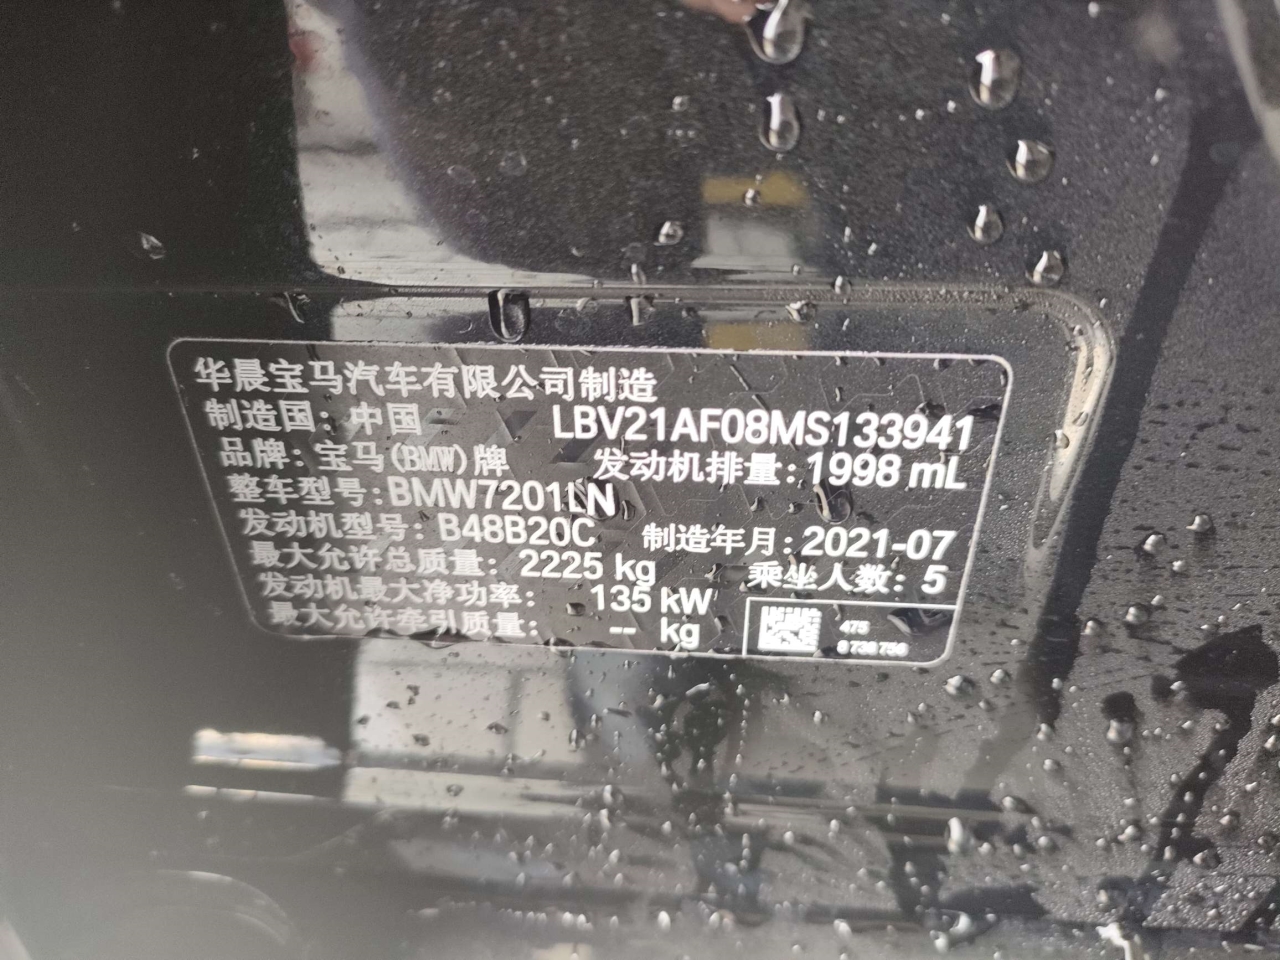 华晨宝马汽车有限公司制造
制造国：中国 LBV21AF08MS133941
品牌：宝马(BMW)牌 发动机排量：1998 mL
整车型号：BMW7201LN
发动机型号：B48B20C 制造年月：2021-07
最大允许总质量：2225 kg 乘坐人数：5
发动机最大净功率：135 kW
最大允许牵引质量：-- kg
475
8738756